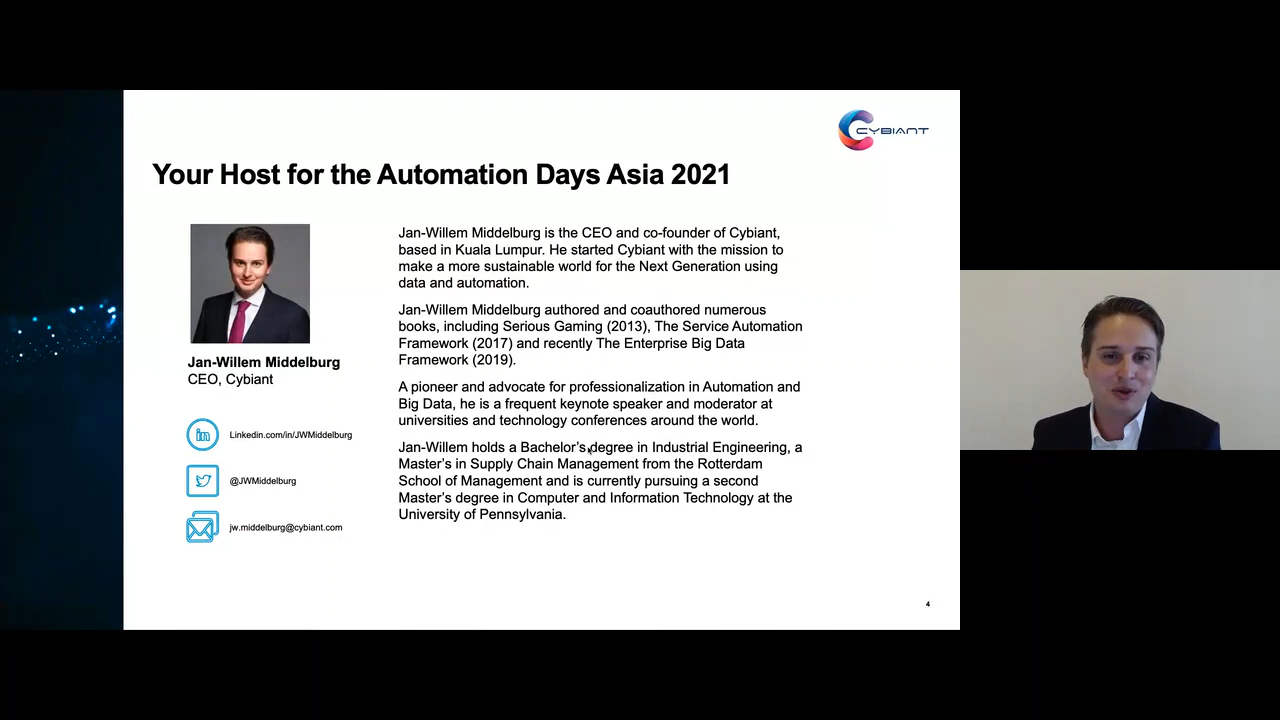 CYBIANT
Your Host for the Automation Days Asia 2021
Jan-Willem Middelburg
CEO, Cybiant
Linkedin.com/in/JWMiddelburg
@JWMiddelburg
jw.middelburg@cybiant.com
Jan-Willem Middelburg is the CEO and co-founder of Cybiant,
based in Kuala Lumpur. He started Cybiant with the mission to
make a more sustainable world for the Next Generation using
data and automation.
Jan-Willem Middelburg authored and coauthored numerous
books, including Serious Gaming (2013), The Service Automation
Framework (2017) and recently The Enterprise Big Data
Framework (2019).
A pioneer and advocate for professionalization in Automation and
Big Data, he is a frequent keynote speaker and moderator at
universities and technology conferences around the world.
Jan-Willem holds a Bachelor's degree in Industrial Engineering, a
Master's in Supply Chain Management from the Rotterdam
School of Management and is currently pursuing a second
Master's degree in Computer and Information Technology at the
University of Pennsylvania.
4